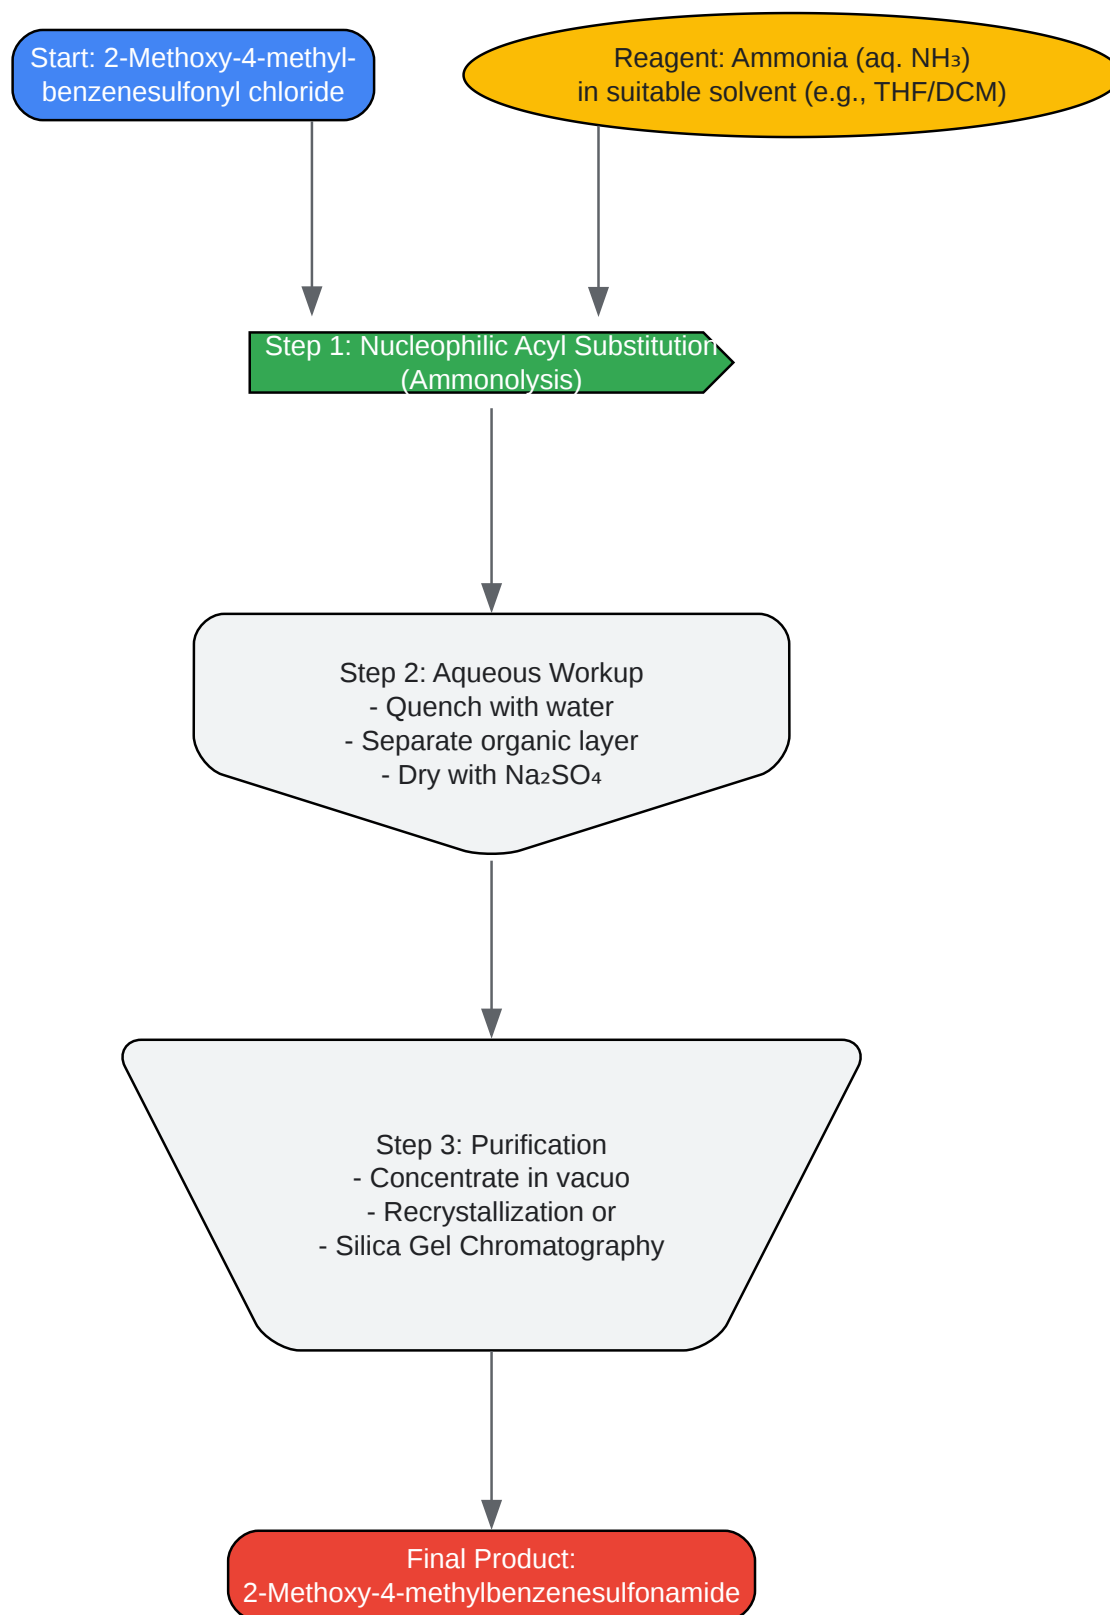 Start: 2-Methoxy-4-methyl-
benzenesulfonyl chloride
Reagent: Ammonia (aq. NH₃)
in suitable solvent (e.g., THF/DCM)
Step 1: Nucleophilic Acyl Substitution
(Ammonolysis)
Step 2: Aqueous Workup
- Quench with water
- Separate organic layer
- Dry with Na₂SO₄
Step 3: Purification
- Concentrate in vacuo
- Recrystallization or
- Silica Gel Chromatography
Final Product:
2-Methoxy-4-methylbenzenesulfonamide